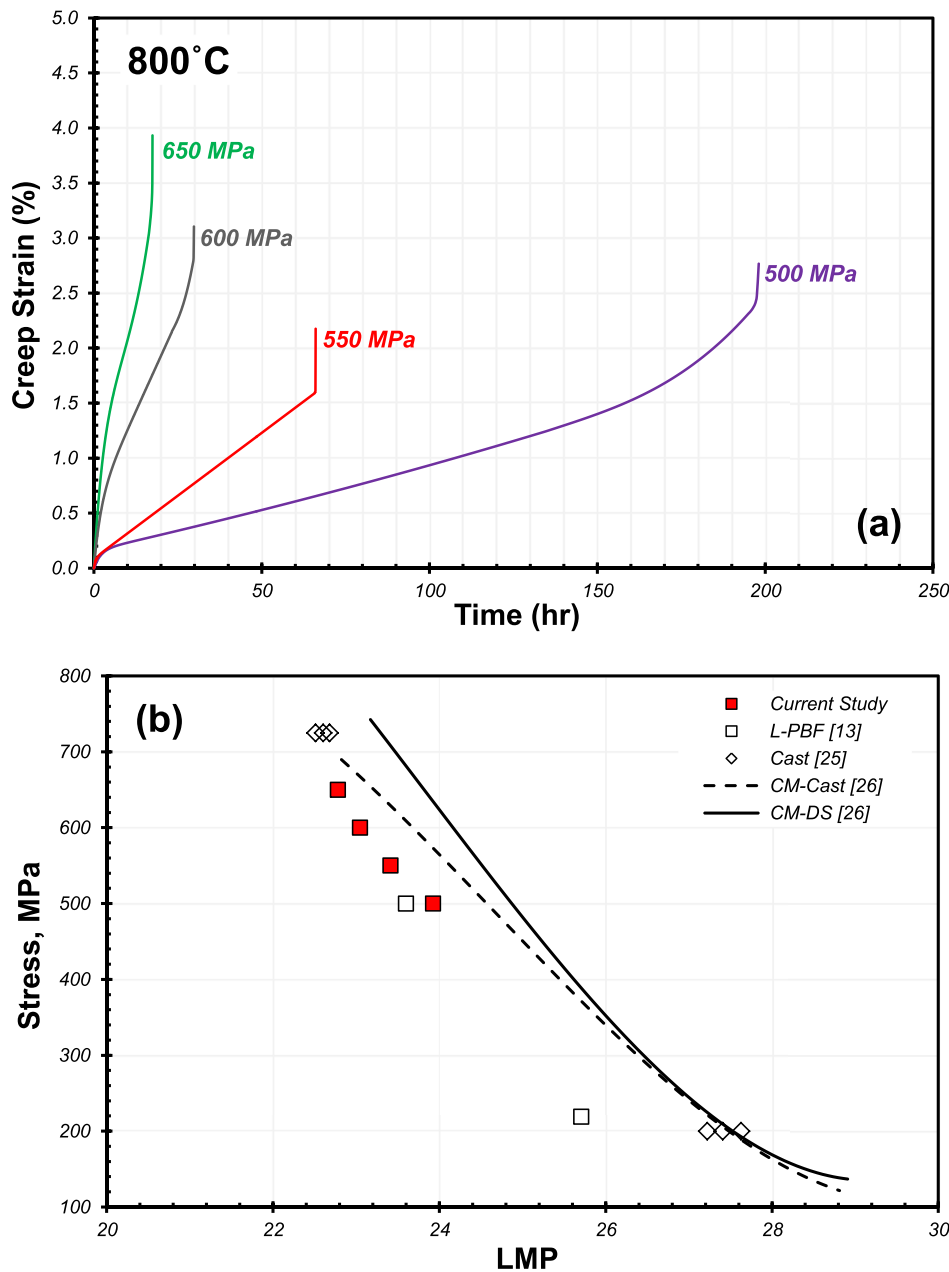 5.0
800˚C
4.5
4.0
650 MPa
3.5
3.0
600 MPa
2.5
500 MPa
2.0
550 MPa
1.5
1.0
0.5
(a)
0.0
Creep Strain (%)
0 50 100 150 200 250
Time (hr)
800
(b)
Current Study
L-PBF [13]
Cast [25]
CM-Cast [26]
CM-DS [26]
700
600
500
400
300
200
100
Stress, MPa
20 22 24 26 28 30
LMP